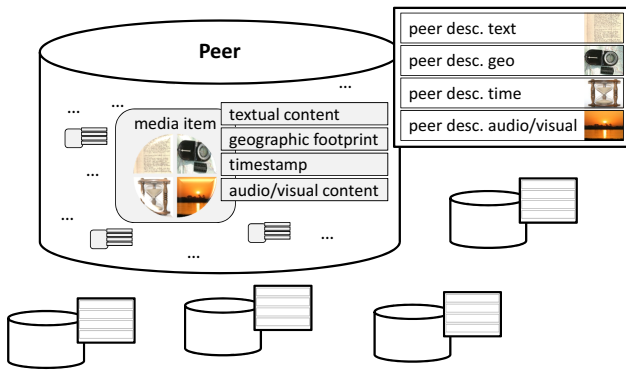 Peer
peer desc. text
peer desc. geo
peer desc. time
peer desc. audio/visual
...
...
...
media item
textual content
geographic footprint
timestamp
audio/visual content
...
...
...
...